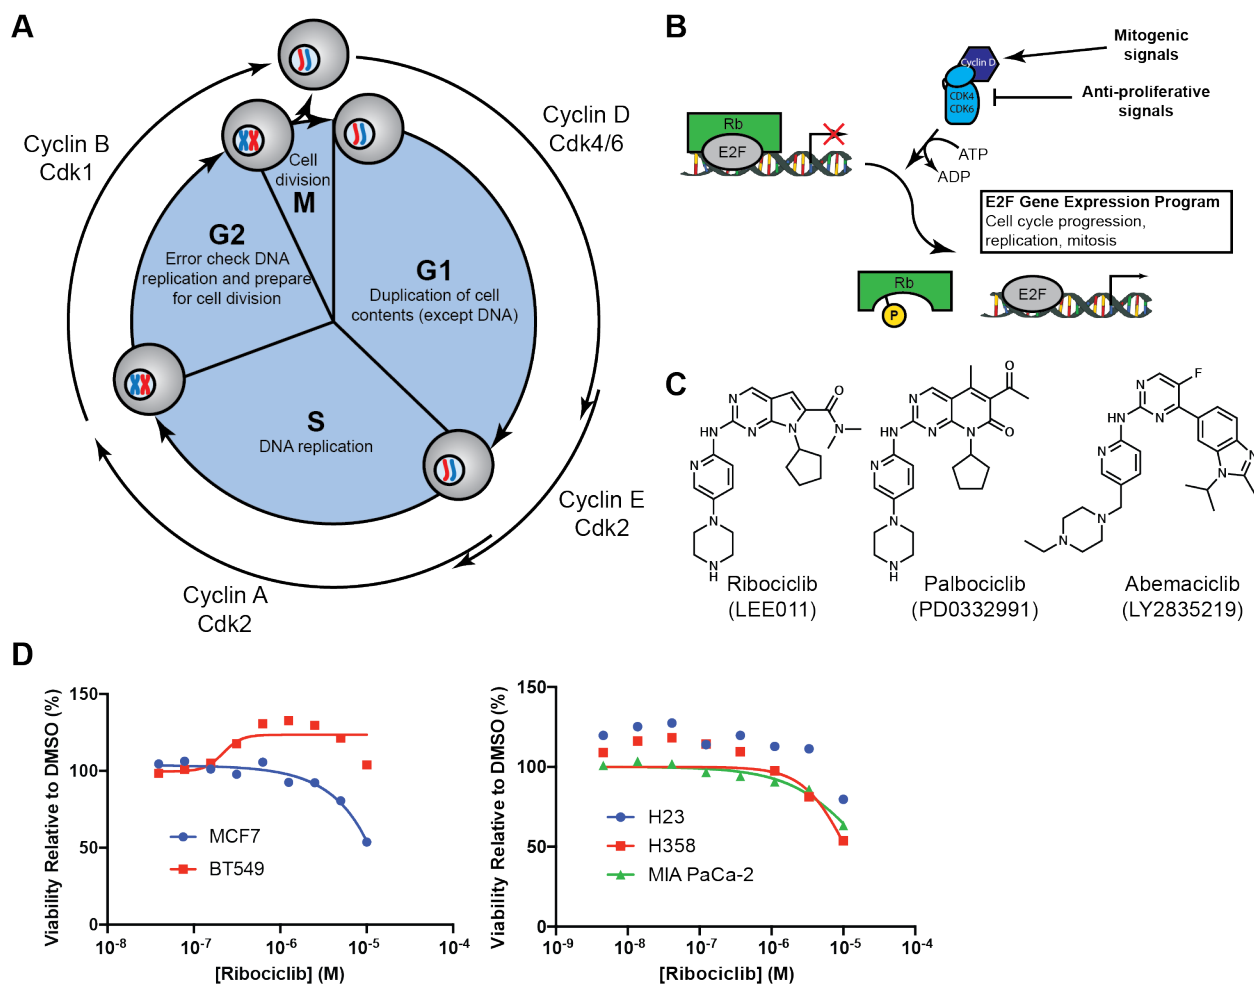 A
Cyclin B
Cdk1
Cyclin D
Cdk4/6
Cell
division
M
G2
Error check DNA
replication and prepare
for cell division
G1
Duplication of cell
contents (except DNA)
S
DNA replication
Cyclin E
Cdk2
Cyclin A
Cdk2
B
Mitogenic
signals
Cyclin D
CDK4
CDK6
Anti-proliferative
signals
Rb
E2F
ATP
ADP
E2F Gene Expression Program
Cell cycle progression,
replication, mitosis
Rb
P
E2F
C
N
N
N
HN
N
N
N
H
O
N
Ribociclib
(LEE011)
N
N
N
HN
N
N
N
H
O
O
Palbociclib
(PD0332991)
F
N
N
NH
N
N
N
N
N
Abemaciclib
(LY2835219)
D
Viability Relative to DMSO (%)
150
100
50
0
MCF7
BT549
10-8
10-7
10-6
10-5
10-4
[Ribociclib] (M)
Viability Relative to DMSO (%)
150
100
50
0
H23
H358
MIA PaCa-2
10-9
10-8
10-7
10-6
10-5
10-4
[Ribociclib] (M)